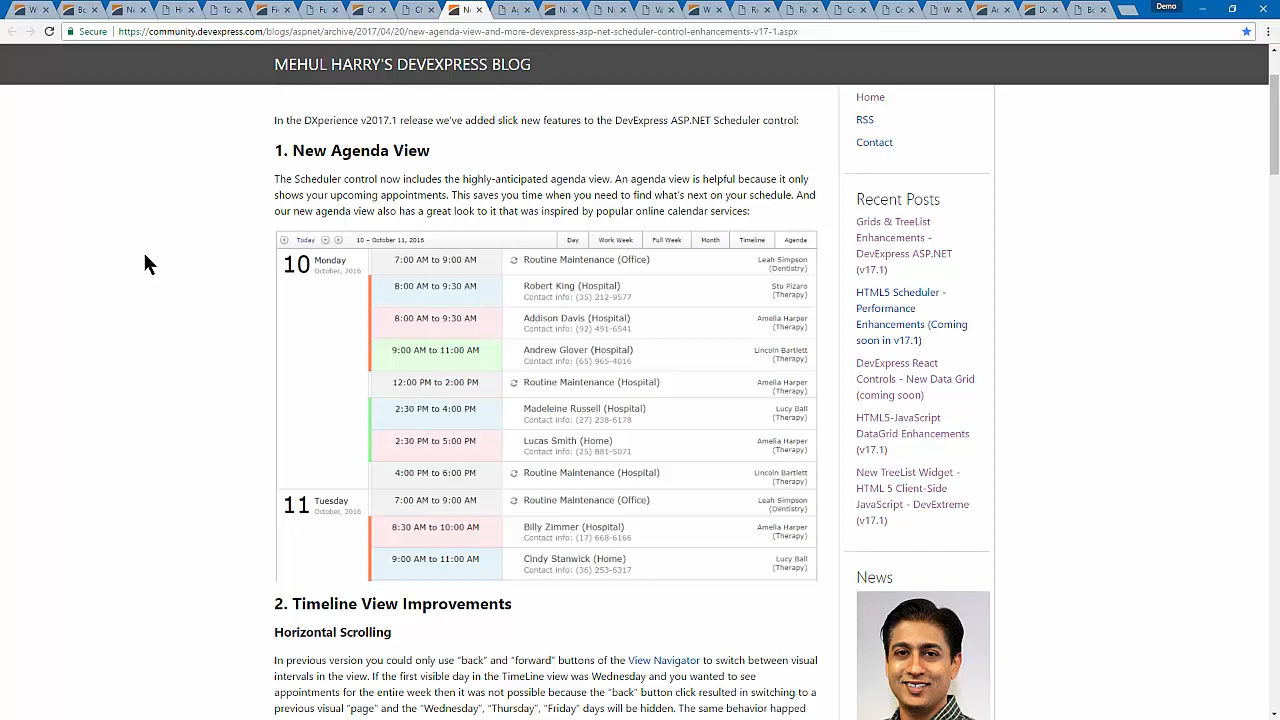 Demo
Secure
https://community.devexpress.com/blogs/aspnet/archive/2017/04/20/new-agenda-view-and-more-devexpress-asp-net-scheduler-control-enhancements-v17-1.aspx
MEHUL HARRY'S DEVEXPRESS BLOG
In the DXperience v2017.1 release we've added slick new features to the DevExpress ASP.NET Scheduler control:
1. New Agenda View
The Scheduler control now includes the highly-anticipated agenda view. An agenda view is helpful because it only
shows your upcoming appointments. This saves you time when you need to find what's next on your schedule. And
our new agenda view also has a great look to it that was inspired by popular online calendar services:
Today 10 – October 11, 2016 Day Work Week Full Week Month Timeline Agenda
10 Monday
October, 2016
7:00 AM to 9:00 AM Routine Maintenance (Office) Leah Simpson
(Dentistry)
8:00 AM to 9:30 AM Robert King (Hospital) Stu Pizaro
Contact info: (35) 212-9577 (Therapy)
8:00 AM to 9:30 AM Addison Davis (Hospital) Amelia Harper
Contact info: (92) 491-6541 (Therapy)
9:00 AM to 11:00 AM Andrew Glover (Hospital) Lincoln Bartlett
Contact info: (65) 965-4016 (Therapy)
12:00 PM to 2:00 PM Routine Maintenance (Hospital) Amelia Harper
(Therapy)
2:30 PM to 4:00 PM Madeleine Russell (Hospital) Lucy Ball
Contact info: (27) 238-6178 (Therapy)
2:30 PM to 5:00 PM Lucas Smith (Home) Amelia Harper
Contact info: (25) 881-5071 (Therapy)
4:00 PM to 6:00 PM Routine Maintenance (Hospital) Lincoln Bartlett
(Therapy)
11 Tuesday
October, 2016
7:00 AM to 9:00 AM Routine Maintenance (Office) Leah Simpson
(Dentistry)
8:30 AM to 10:00 AM Billy Zimmer (Hospital) Amelia Harper
Contact info: (17) 668-6166 (Therapy)
9:00 AM to 11:00 AM Cindy Stanwick (Home) Lucy Ball
Contact info: (36) 253-6317 (Therapy)
2. Timeline View Improvements
Horizontal Scrolling
In previous version you could only use "back" and "forward" buttons of the View Navigator to switch between visual
intervals in the view. If the first visible day in the TimeLine view was Wednesday and you wanted to see
appointments for the entire week then it was not possible because the "back" button click resulted in switching to a
previous visual "page" and the "Wednesday", "Thursday", "Friday" days will be hidden. The same behavior happed
Home
RSS
Contact
Recent Posts
Grids & TreeList
Enhancements -
DevExpress ASP.NET
(v17.1)
HTML5 Scheduler -
Performance
Enhancements (Coming
soon in v17.1)
DevExpress React
Controls - New Data Grid
(coming soon)
HTML5-JavaScript
DataGrid Enhancements
(v17.1)
New TreeList Widget -
HTML 5 Client-Side
JavaScript - DevExtreme
(v17.1)
News